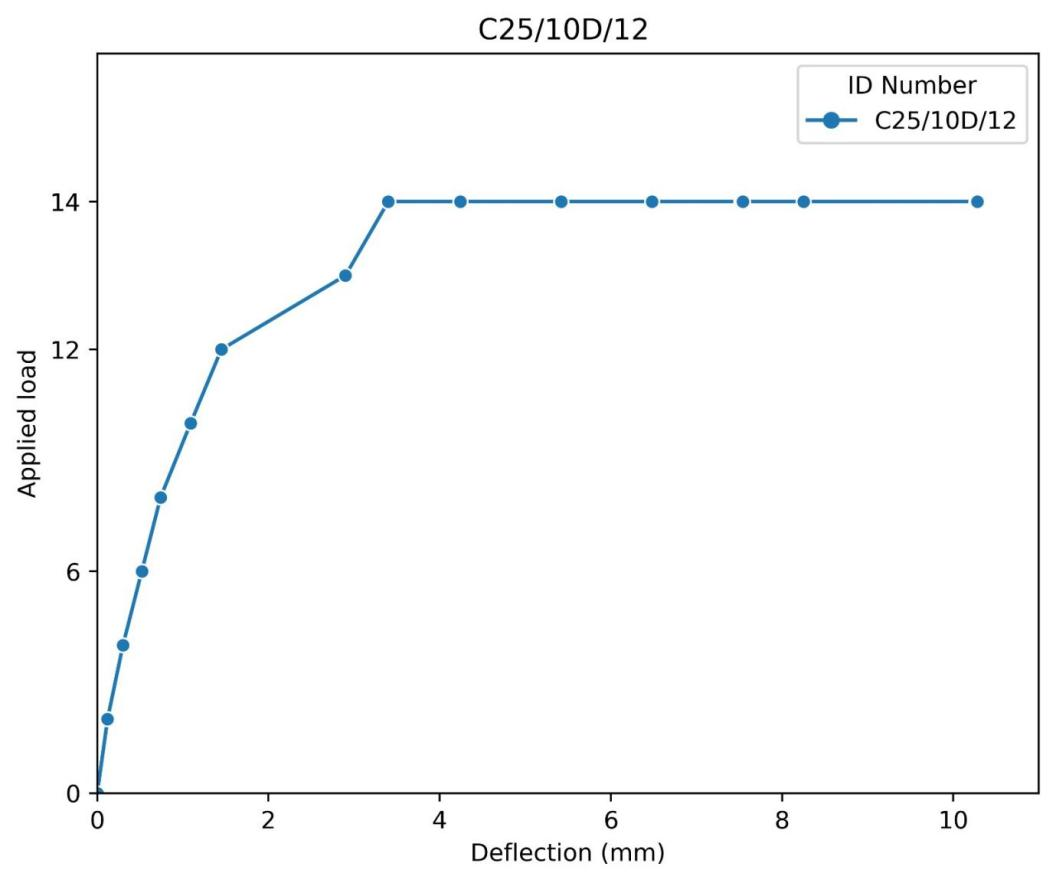 C25/10D/12
ID Number
C25/10D/12
14
12
6
0
Applied load
0 2 4 6 8 10
Deflection (mm)